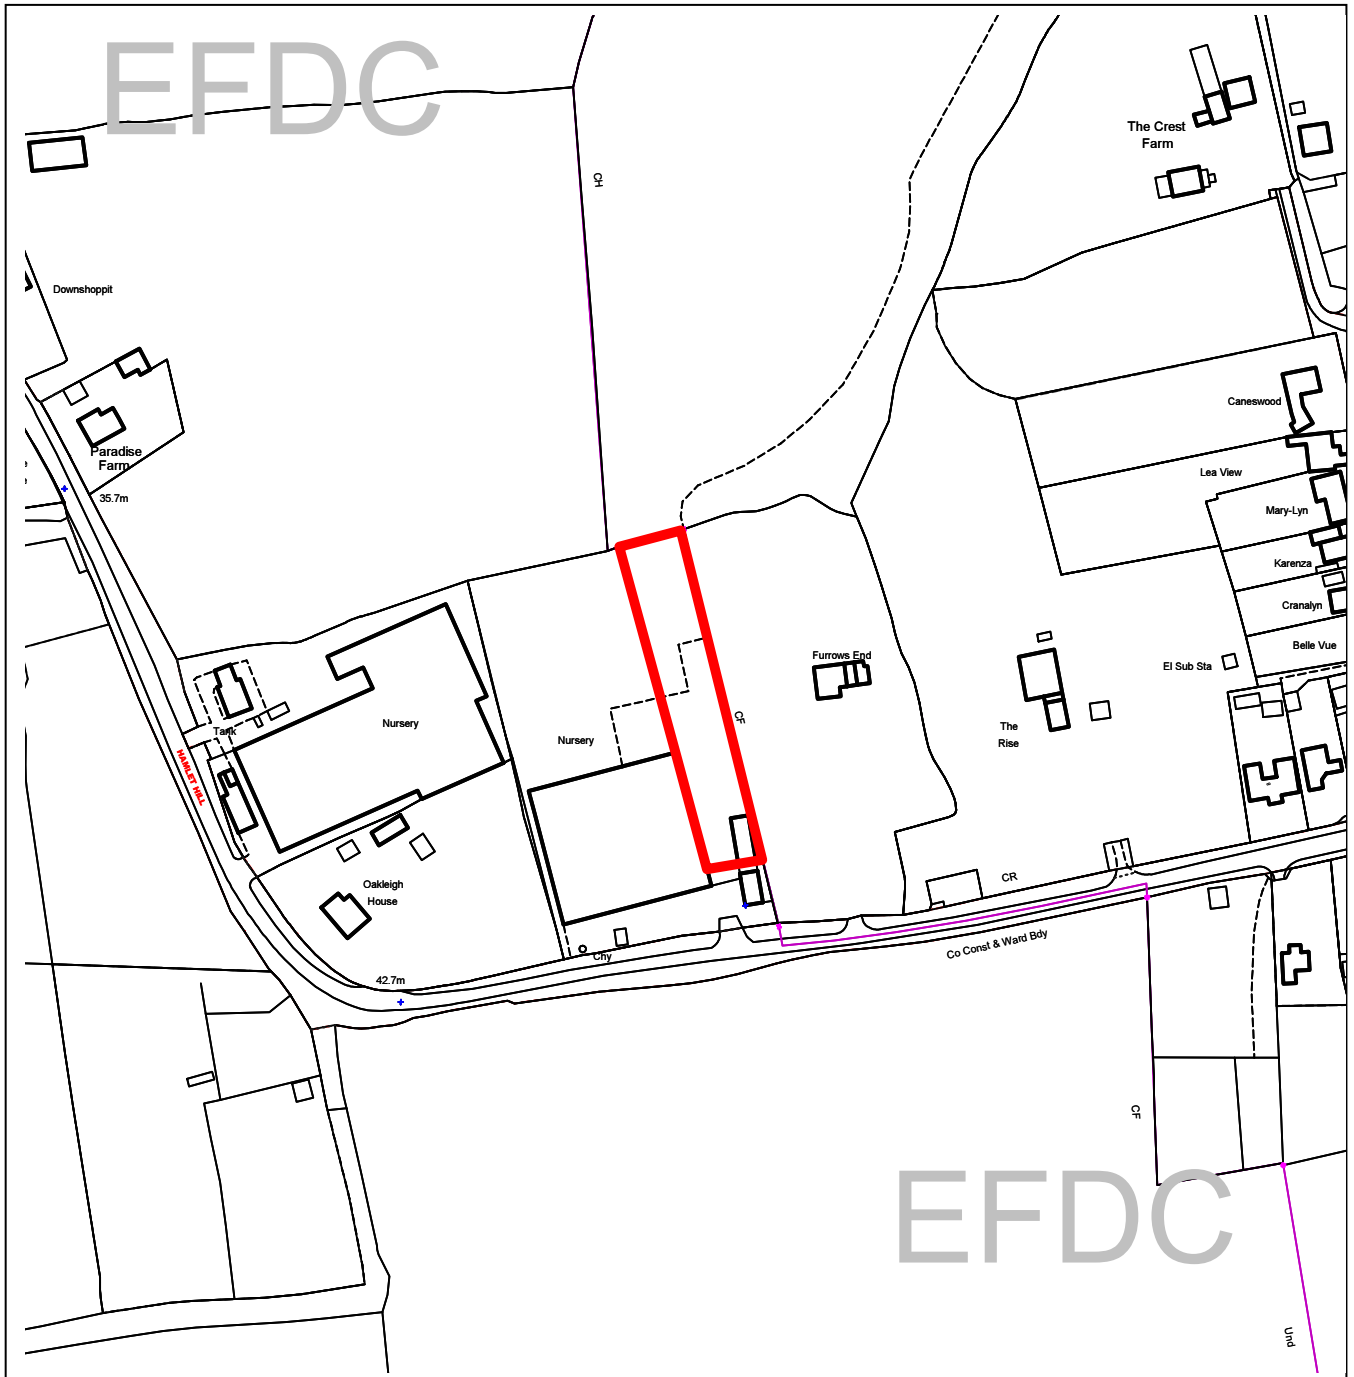 EFDC
The Crest
Farm
CH
Downshoppit
Caneswood
Paradise
Farm
Lea View
35.7m
Mary-Lyn
Karenza
Cranalyn
Belle Vue
Furrows End
El Sub Sta
CF
Nursery
Nursery
The
Rise
Tank
HAMLET HILL
Oakleigh
House
CR
Co Const & Ward Bdy
Chy
42.7m
CF
EFDC
Und